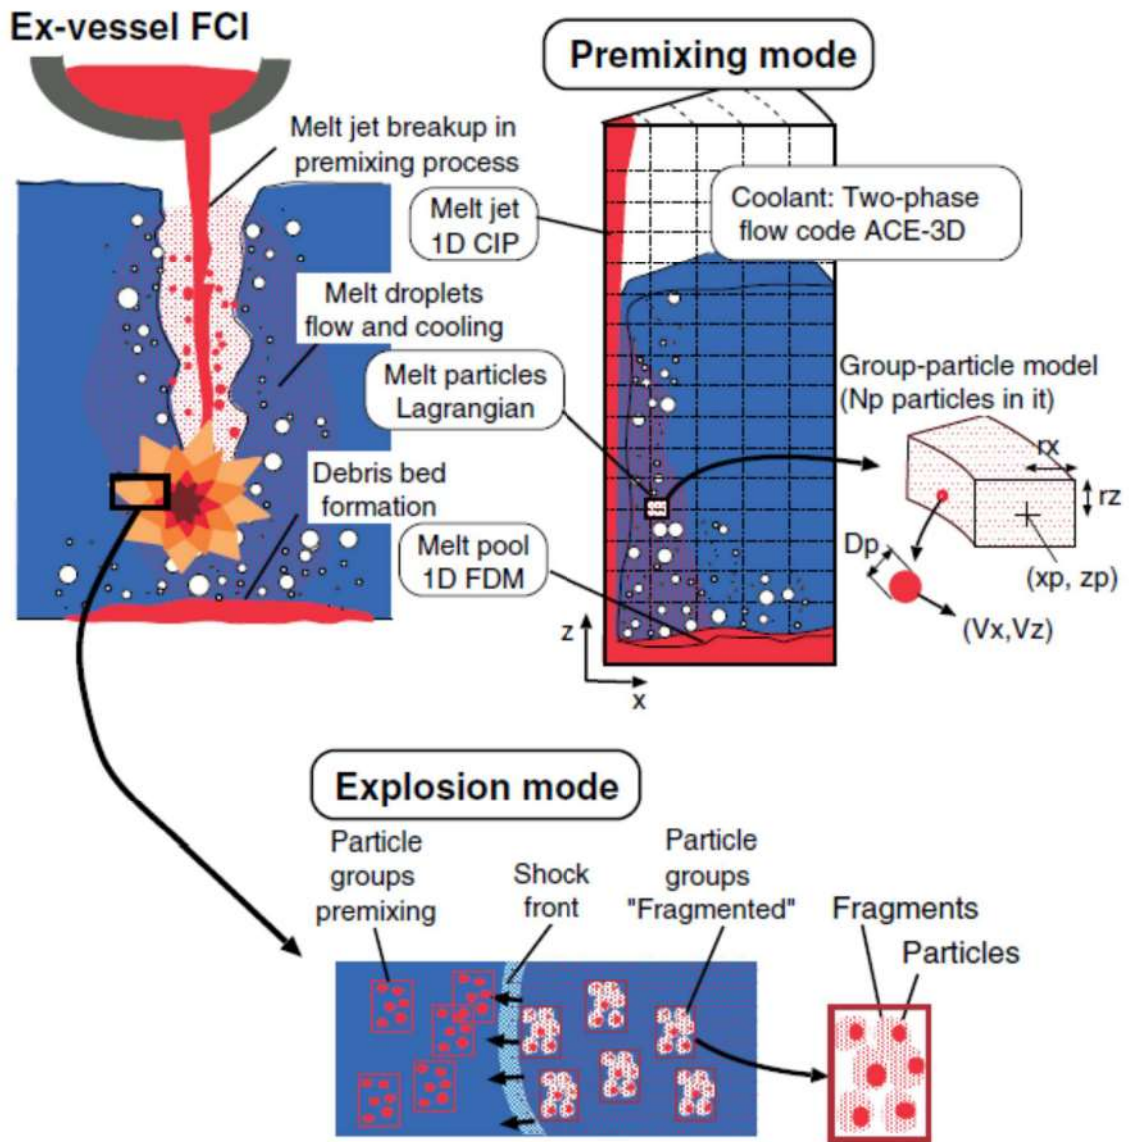 Ex-vessel FCI
Melt jet breakup in
premixing process
Melt droplets
flow and cooling
Debris bed
formation
Premixing mode
Melt jet
1D CIP
Coolant: Two-phase
flow code ACE-3D
Melt particles
Lagrangian
Melt pool
1D FDM
z
x
Group-particle model
(Np particles in it)
rx
rz
Dp
(xp, zp)
(Vx,Vz)
Explosion mode
Particle
groups
premixing
Shock
front
Particle
groups
"Fragmented"
Fragments
Particles